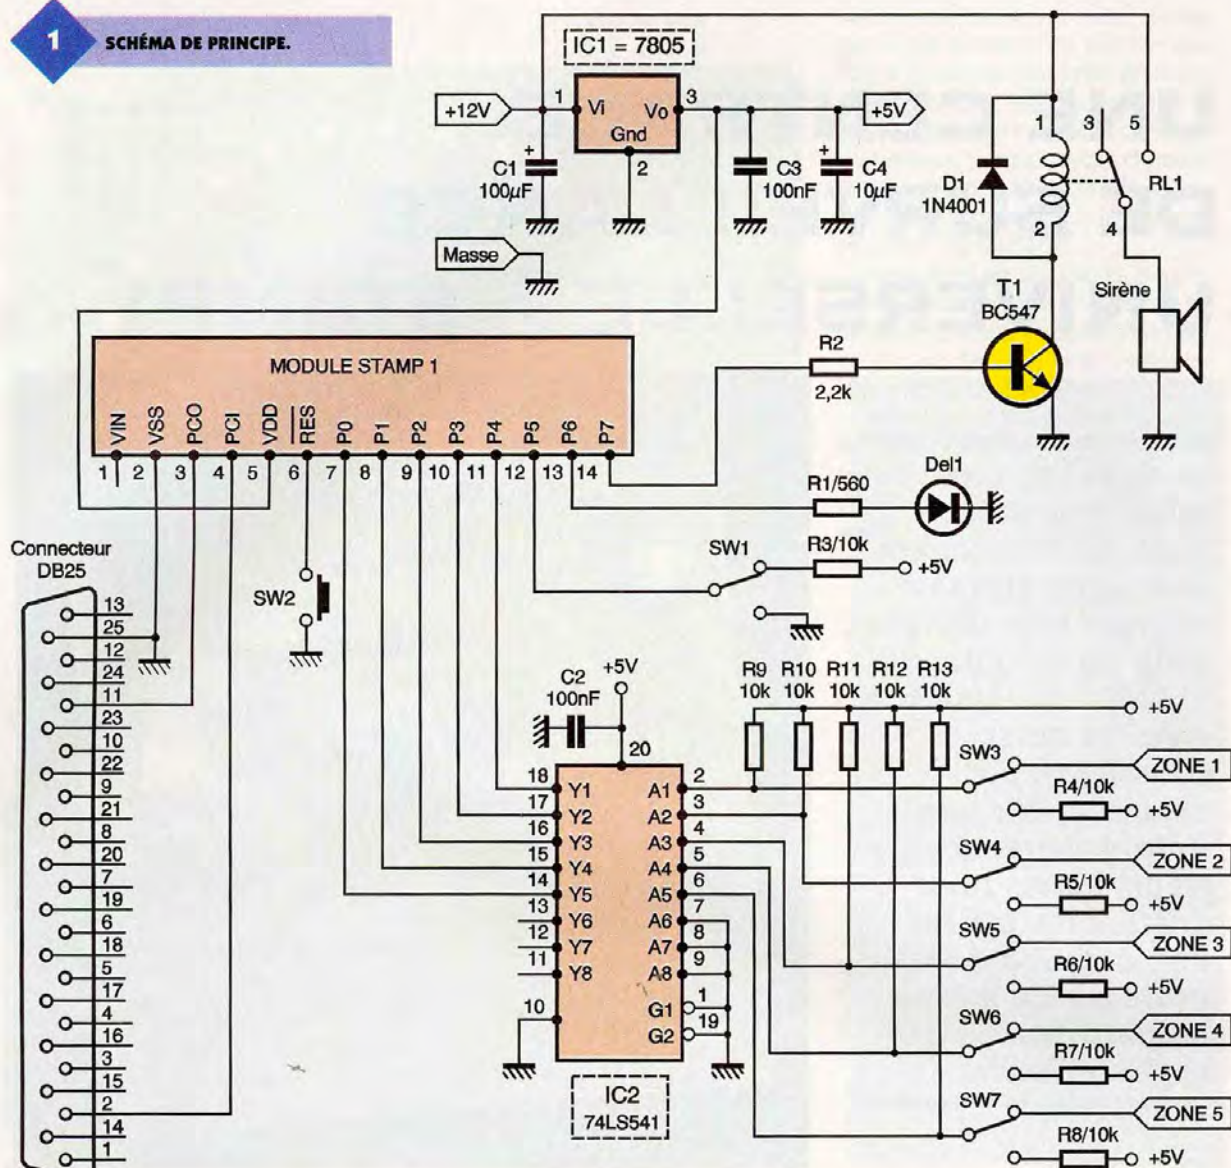 1
SCHÉMA DE PRINCIPE.
IC1 = 7805
+12V
1
Vi
Vo
3
+5V
Gnd
2
+
C1
100µF
C3
100nF
+
C4
10µF
Masse
D1
1N4001
1
2
3
5
4
RL1
T1
BC547
Sirène
R2
2,2k
MODULE STAMP 1
VIN
VSS
PCO
PCI
VDD
RES
P0
P1
P2
P3
P4
P5
P6
P7
1
2
3
4
5
6
7
8
9
10
11
12
13
14
R1/560
Del1
SW1
R3/10k
+5V
SW2
Connecteur
DB25
13
25
12
24
11
23
10
22
9
21
8
20
7
19
6
18
5
17
4
16
3
15
2
14
1
C2
100nF
+5V
20
R9
10k
R10
10k
R11
10k
R12
10k
R13
10k
+5V
18
Y1
A1
2
17
Y2
A2
3
16
Y3
A3
4
15
Y4
A4
5
14
Y5
A5
6
13
Y6
A6
7
12
Y7
A7
8
11
Y8
A8
9
10
G1
1
G2
19
IC2
74LS541
SW3
ZONE 1
R4/10k
+5V
SW4
ZONE 2
R5/10k
+5V
SW5
ZONE 3
R6/10k
+5V
SW6
ZONE 4
R7/10k
+5V
SW7
ZONE 5
R8/10k
+5V